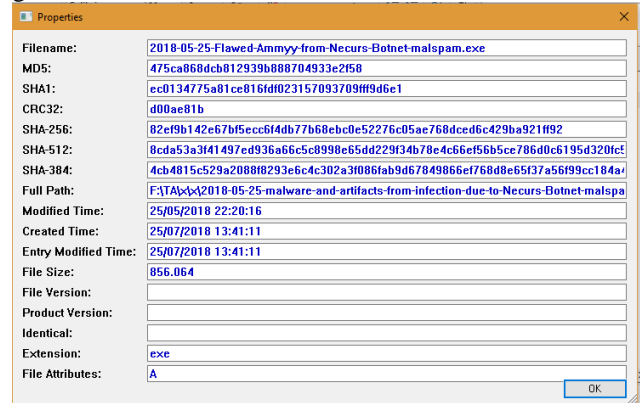 Properties
Filename: 2018-05-25-Flawed-Ammyy-from-Necurs-Botnet-malspam.exe
MD5: 475ca868dcb812939b888704933e2f58
SHA1: ec0134775a81ce816fdf023157093709fff9d6e1
CRC32: d00ae81b
SHA-256: 82ef9b142e67bf5ecc6f4db77b68ebc0e52276c05ae768dced6c429ba921ff92
SHA-512: 8cda53a3f41497ed936a66c5c8998e65dd229f34b78e4c66ef56b5ce786d0c6195d320fc5
SHA-384: 4cb4815c529a2088f8293e6c4c302a3f086fab9d67849866ef768d8e65f37a56f99cc184a4
Full Path: F:\TA\x\x\2018-05-25-malware-and-artifacts-from-infection-due-to-Necurs-Botnet-malspa
Modified Time: 25/05/2018 22:20:16
Created Time: 25/07/2018 13:41:11
Entry Modified Time: 25/07/2018 13:41:11
File Size: 856.064
File Version:
Product Version:
Identical:
Extension: exe
File Attributes: A
OK